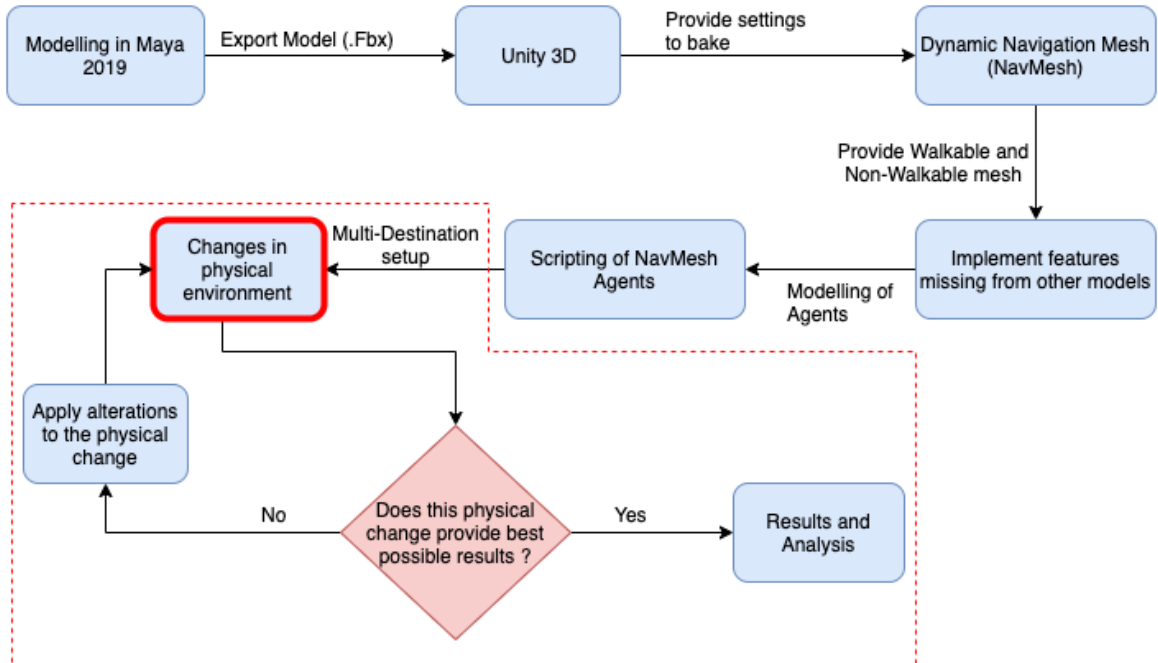 Modelling in Maya
2019
Export Model (.Fbx)
Unity 3D
Provide settings
to bake
Dynamic Navigation Mesh
(NavMesh)
Provide Walkable and
Non-Walkable mesh
Implement features
missing from other models
Modelling of
Agents
Scripting of NavMesh
Agents
Multi-Destination
setup
Changes in
physical
environment
Apply alterations
to the physical
change
Does this physical
change provide best
possible results ?
No
Yes
Results and
Analysis